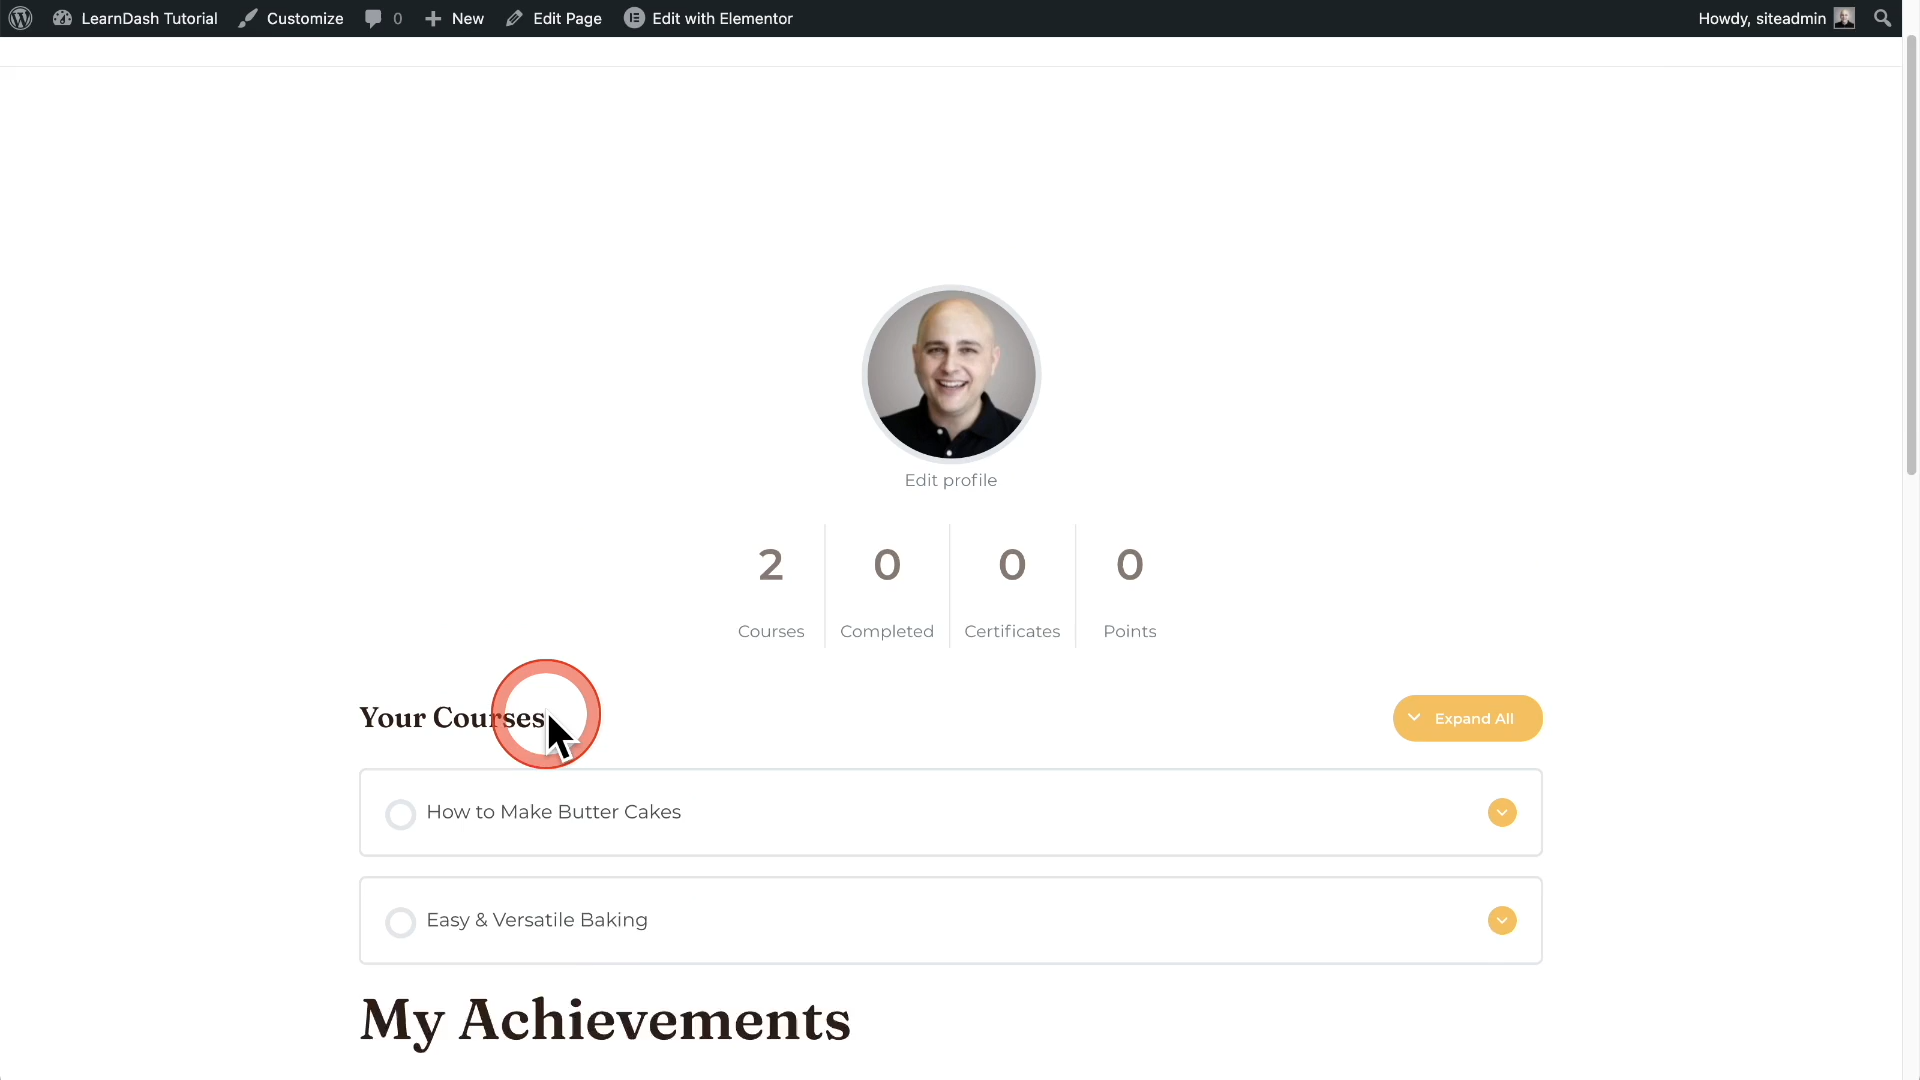 LearnDash Tutorial Customize 0 New Edit Page Edit with Elementor Howdy, siteadmin
Edit profile
2 0 0 0
Courses Completed Certificates Points
Your Courses Expand All
How to Make Butter Cakes
Easy & Versatile Baking
My Achievements